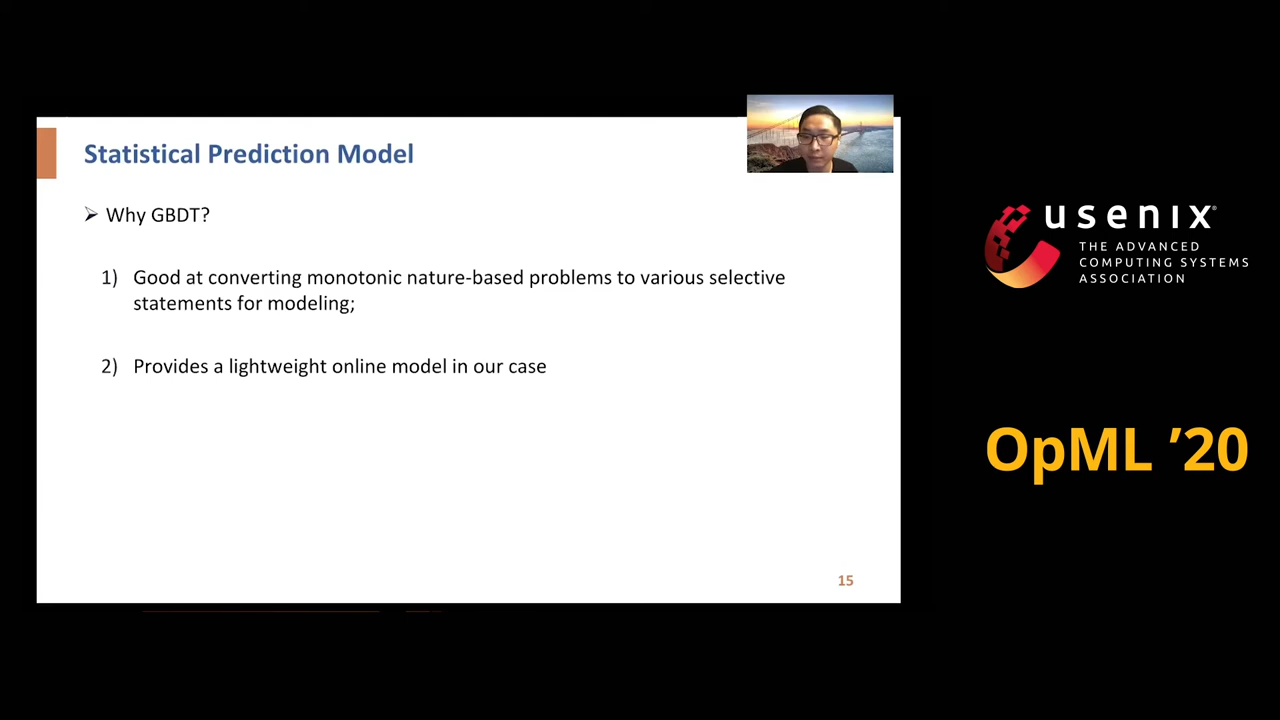 Statistical Prediction Model
➤ Why GBDT?
1) Good at converting monotonic nature-based problems to various selective
statements for modeling;
2) Provides a lightweight online model in our case
15
usenix®
THE ADVANCED
COMPUTING SYSTEMS
ASSOCIATION
OpML ’20